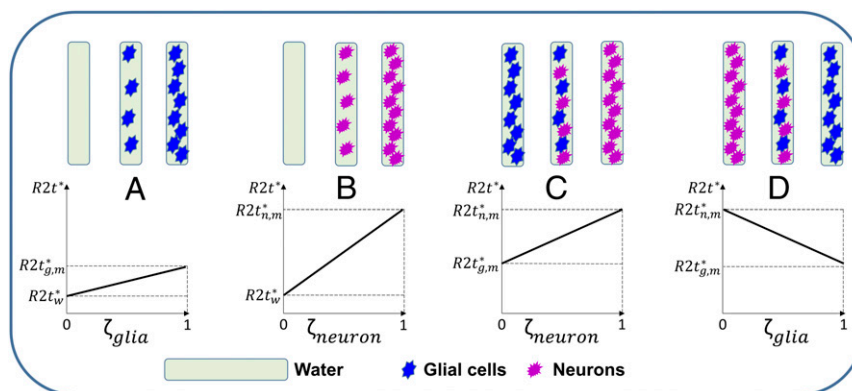 A
B
C
D
R2t*
R2t*
R2t*
R2t*
R2t*g,m
R2t*w
0
1
ζglia
R2t*n,m
R2t*w
0
1
ζneuron
R2t*n,m
R2t*g,m
0
1
ζneuron
R2t*n,m
R2t*g,m
0
1
ζglia
Water
Glial cells
Neurons